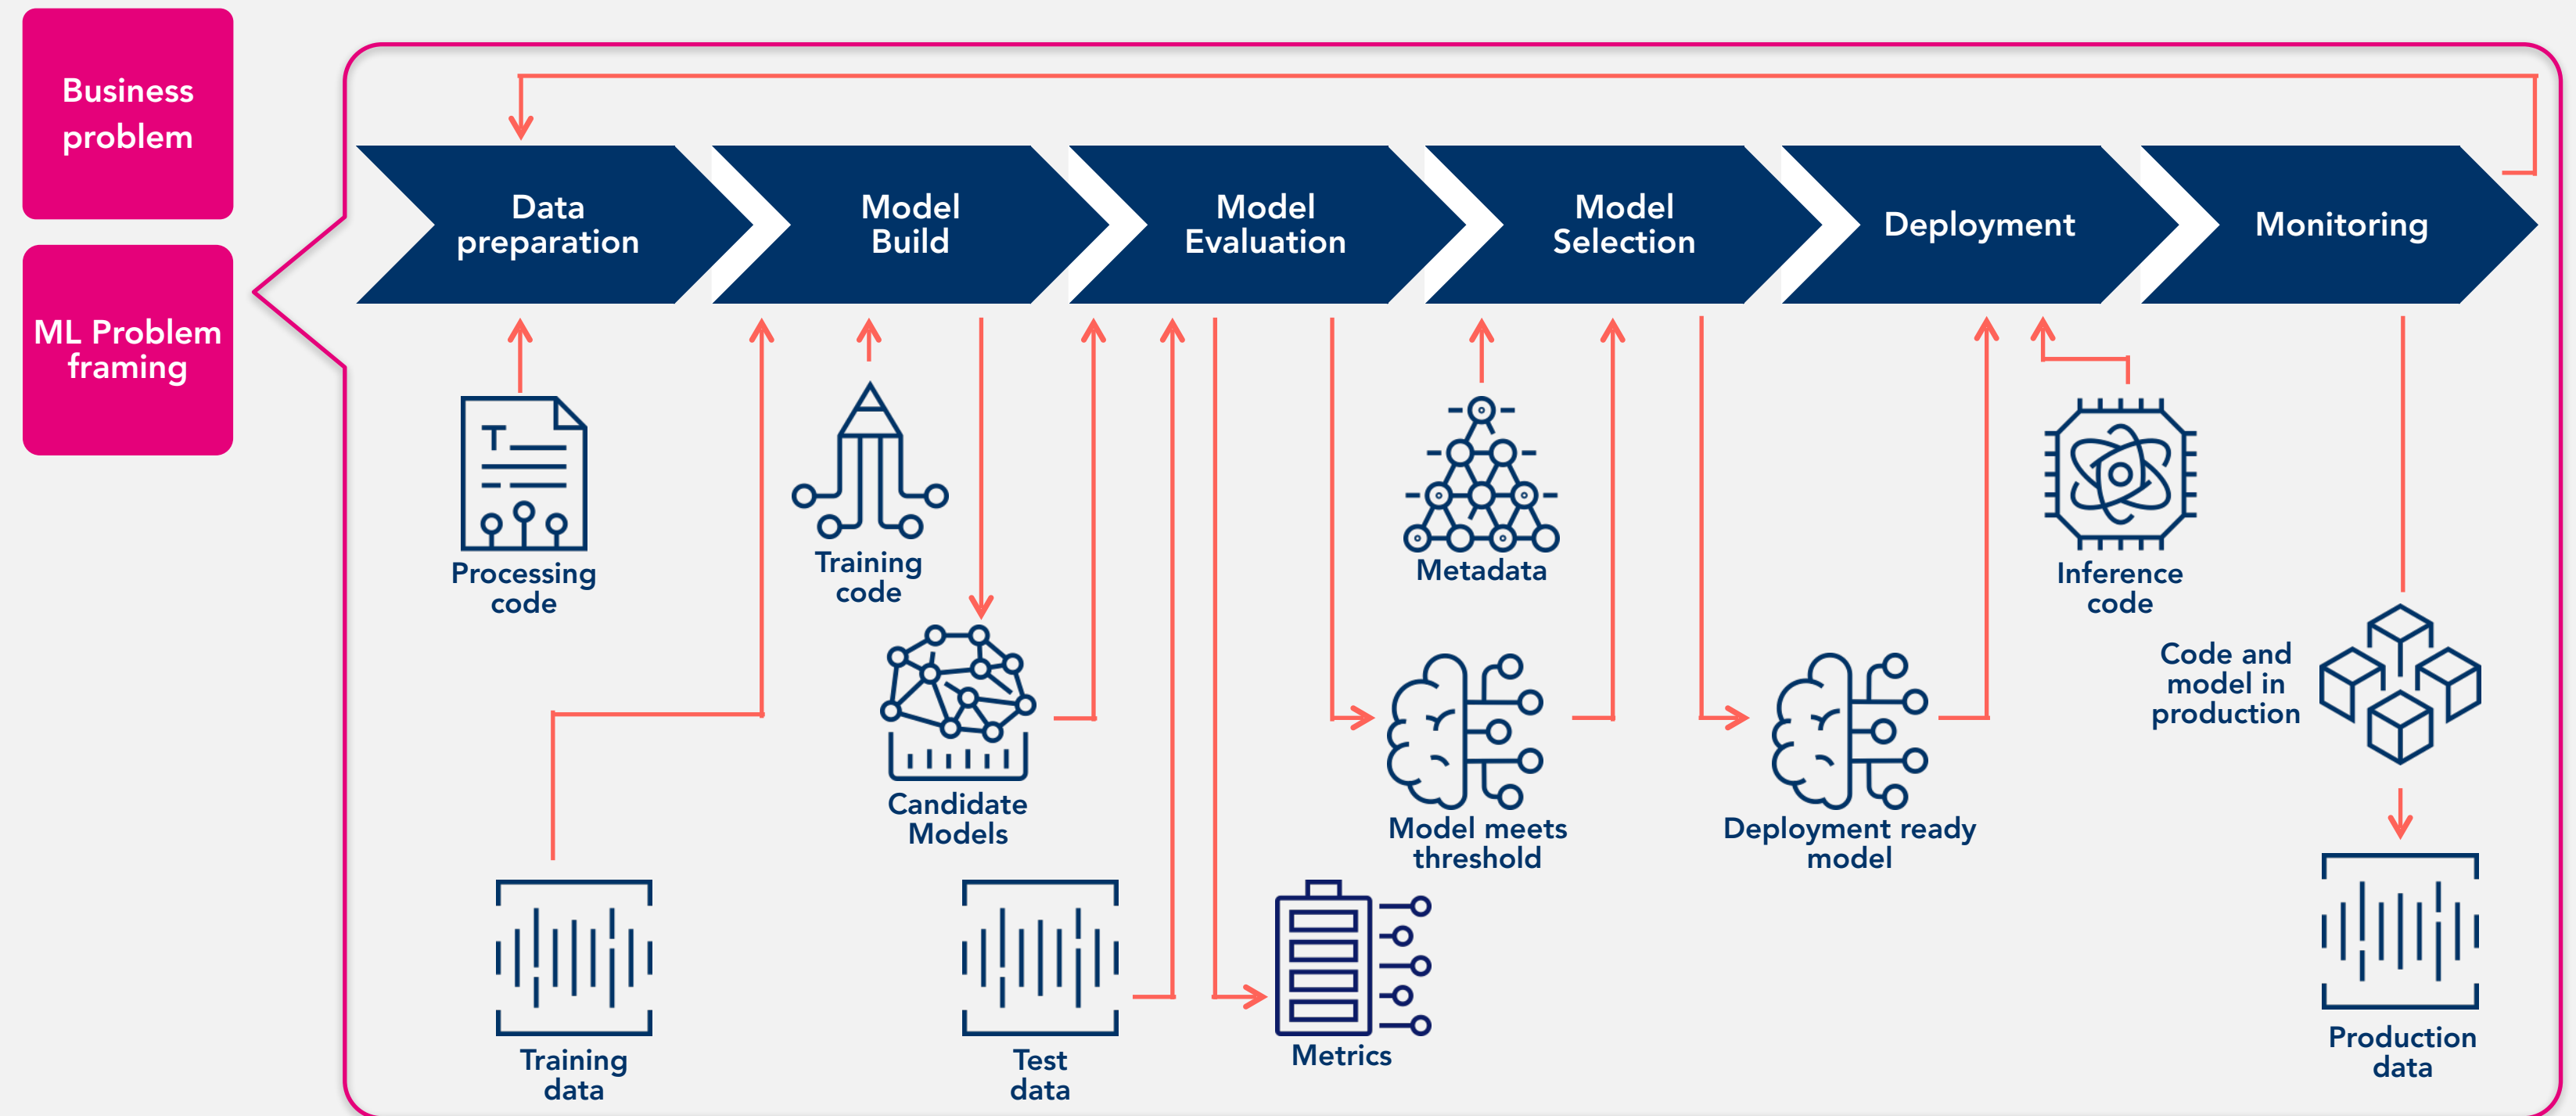 Business
problem
ML Problem
framing
Data
preparation
Model
Build
Model
Evaluation
Model
Selection
Deployment
Monitoring
T
Processing
code
Training
code
Metadata
Inference
code
Code and
model in
production
Candidate
Models
Model meets
threshold
Deployment ready
model
Training
data
Test
data
Metrics
Production
data